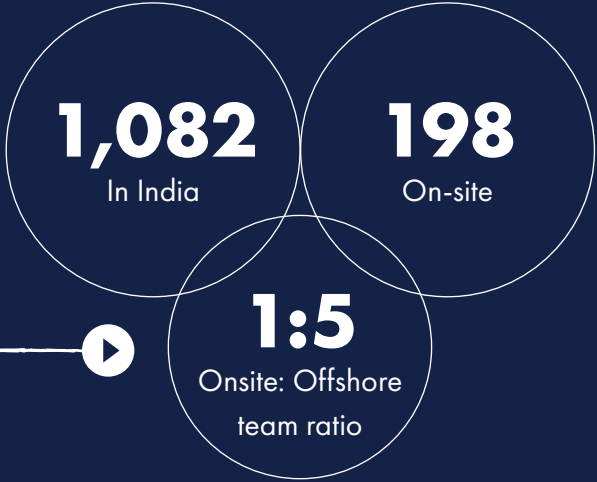 1,082
In India
198
On-site
1:5
Onsite: Offshore
team ratio